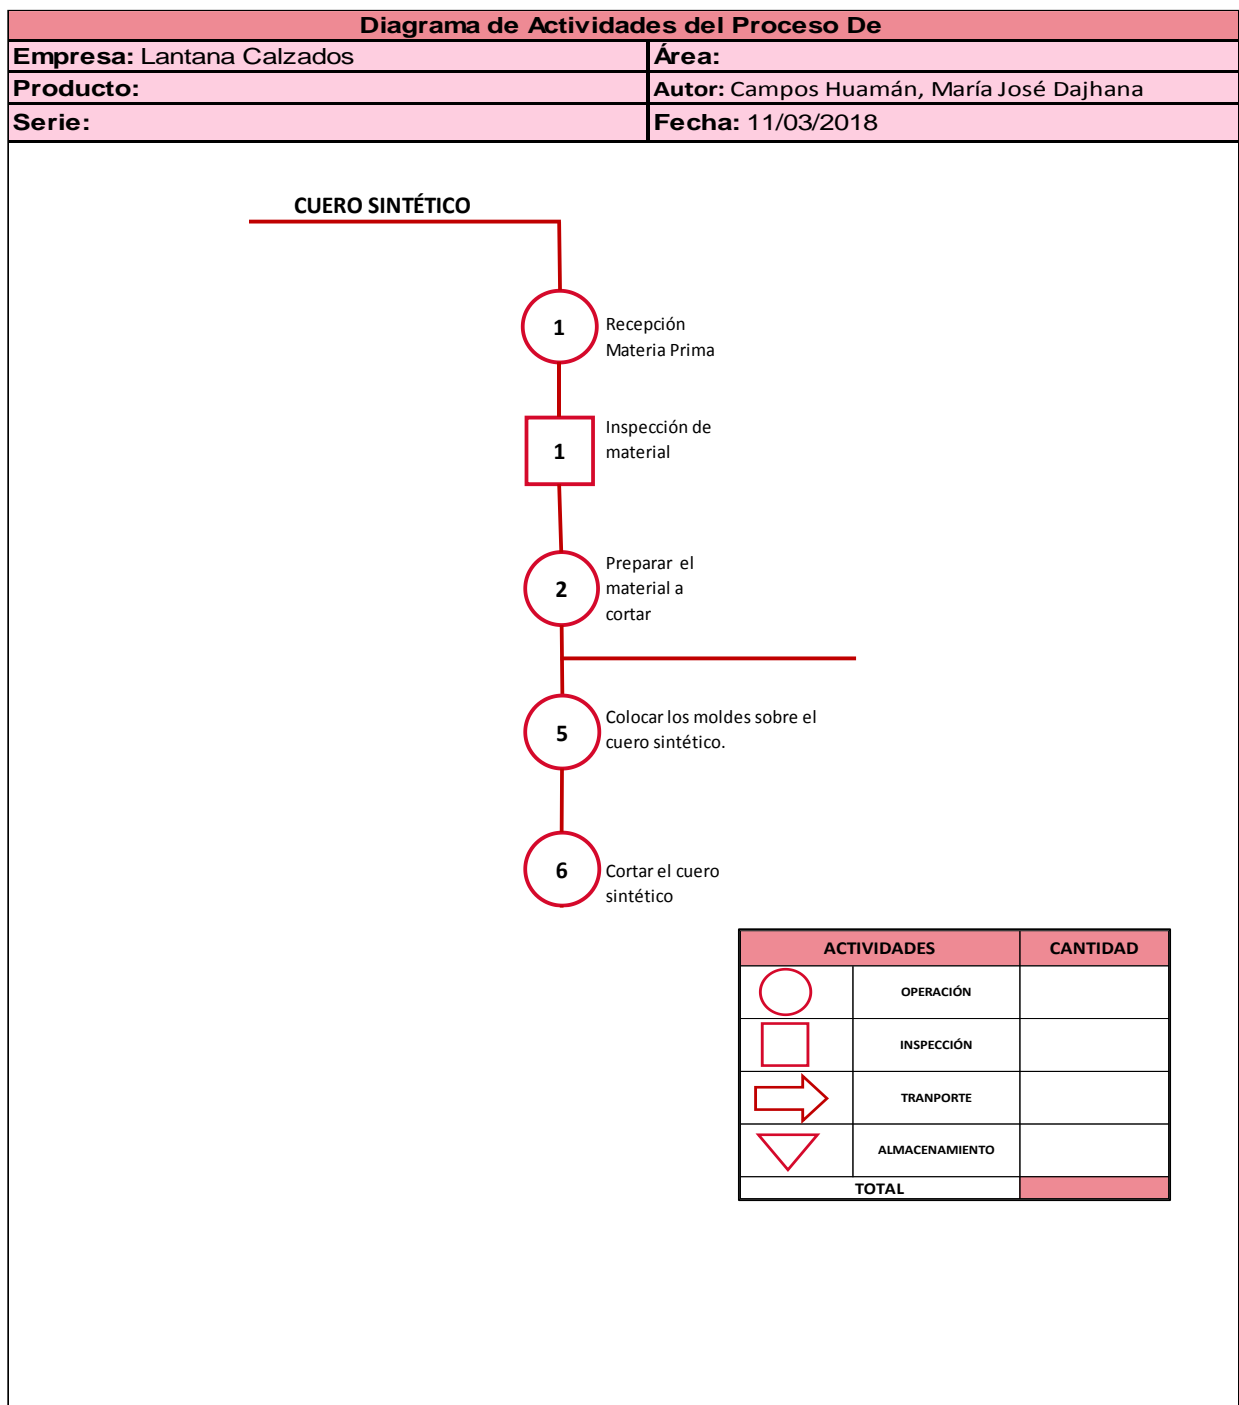 Diagrama de Actividades del Proceso De
Empresa: Lantana Calzados
Área:
Producto:
Autor: Campos Huamán, María José Dajhana
Serie:
Fecha: 11/03/2018
CUERO SINTÉTICO
1
Recepción
Materia Prima
1
Inspección de
material
2
Preparar el
material a
cortar
5
Colocar los moldes sobre el
cuero sintético.
6
Cortar el cuero
sintético
ACTIVIDADES
CANTIDAD
OPERACIÓN
INSPECCIÓN
TRANPORTE
ALMACENAMIENTO
TOTAL